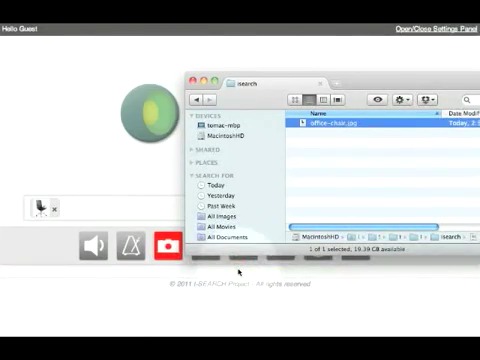 Hello Guest
Open/Close Settings Panel
isearch
Name
Date Modif
office-chair.jpg
Today, 2:
DEVICES
tomac-mbp
MacintoshHD
SHARED
PLACES
SEARCH FOR
Today
Yesterday
Past Week
All Images
All Movies
All Documents
MacintoshHD
isearch
1 of 1 selected, 19.39 GB available
© 2011 I-SEARCH Project - All rights reserved